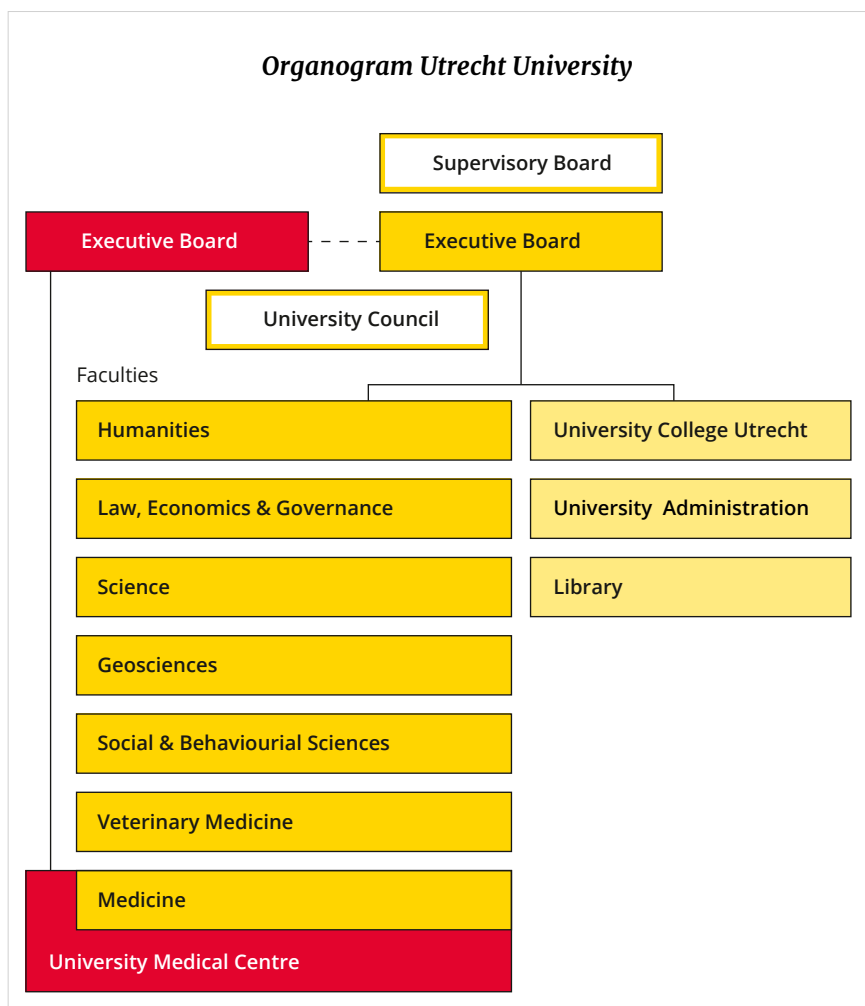 Organogram Utrecht University
Supervisory Board
Executive Board
Executive Board
University Council
Faculties
Humanities
University College Utrecht
Law, Economics & Governance
University Administration
Science
Library
Geosciences
Social & Behaviourial Sciences
Veterinary Medicine
Medicine
University Medical Centre